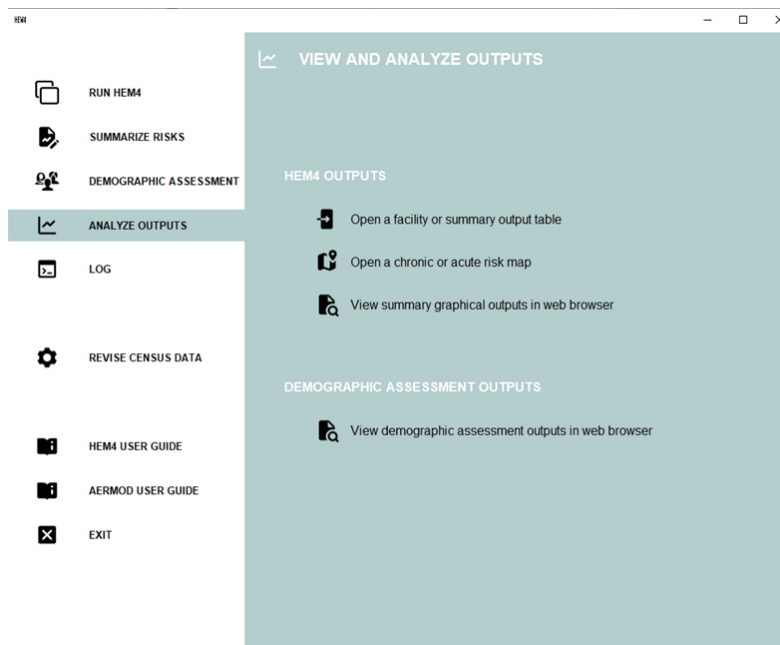 HEM4
VIEW AND ANALYZE OUTPUTS
RUN HEM4
SUMMARIZE RISKS
DEMOGRAPHIC ASSESSMENT
ANALYZE OUTPUTS
LOG
REVISE CENSUS DATA
HEM4 USER GUIDE
AERMOD USER GUIDE
EXIT
HEM4 OUTPUTS
Open a facility or summary output table
Open a chronic or acute risk map
View summary graphical outputs in web browser
DEMOGRAPHIC ASSESSMENT OUTPUTS
View demographic assessment outputs in web browser